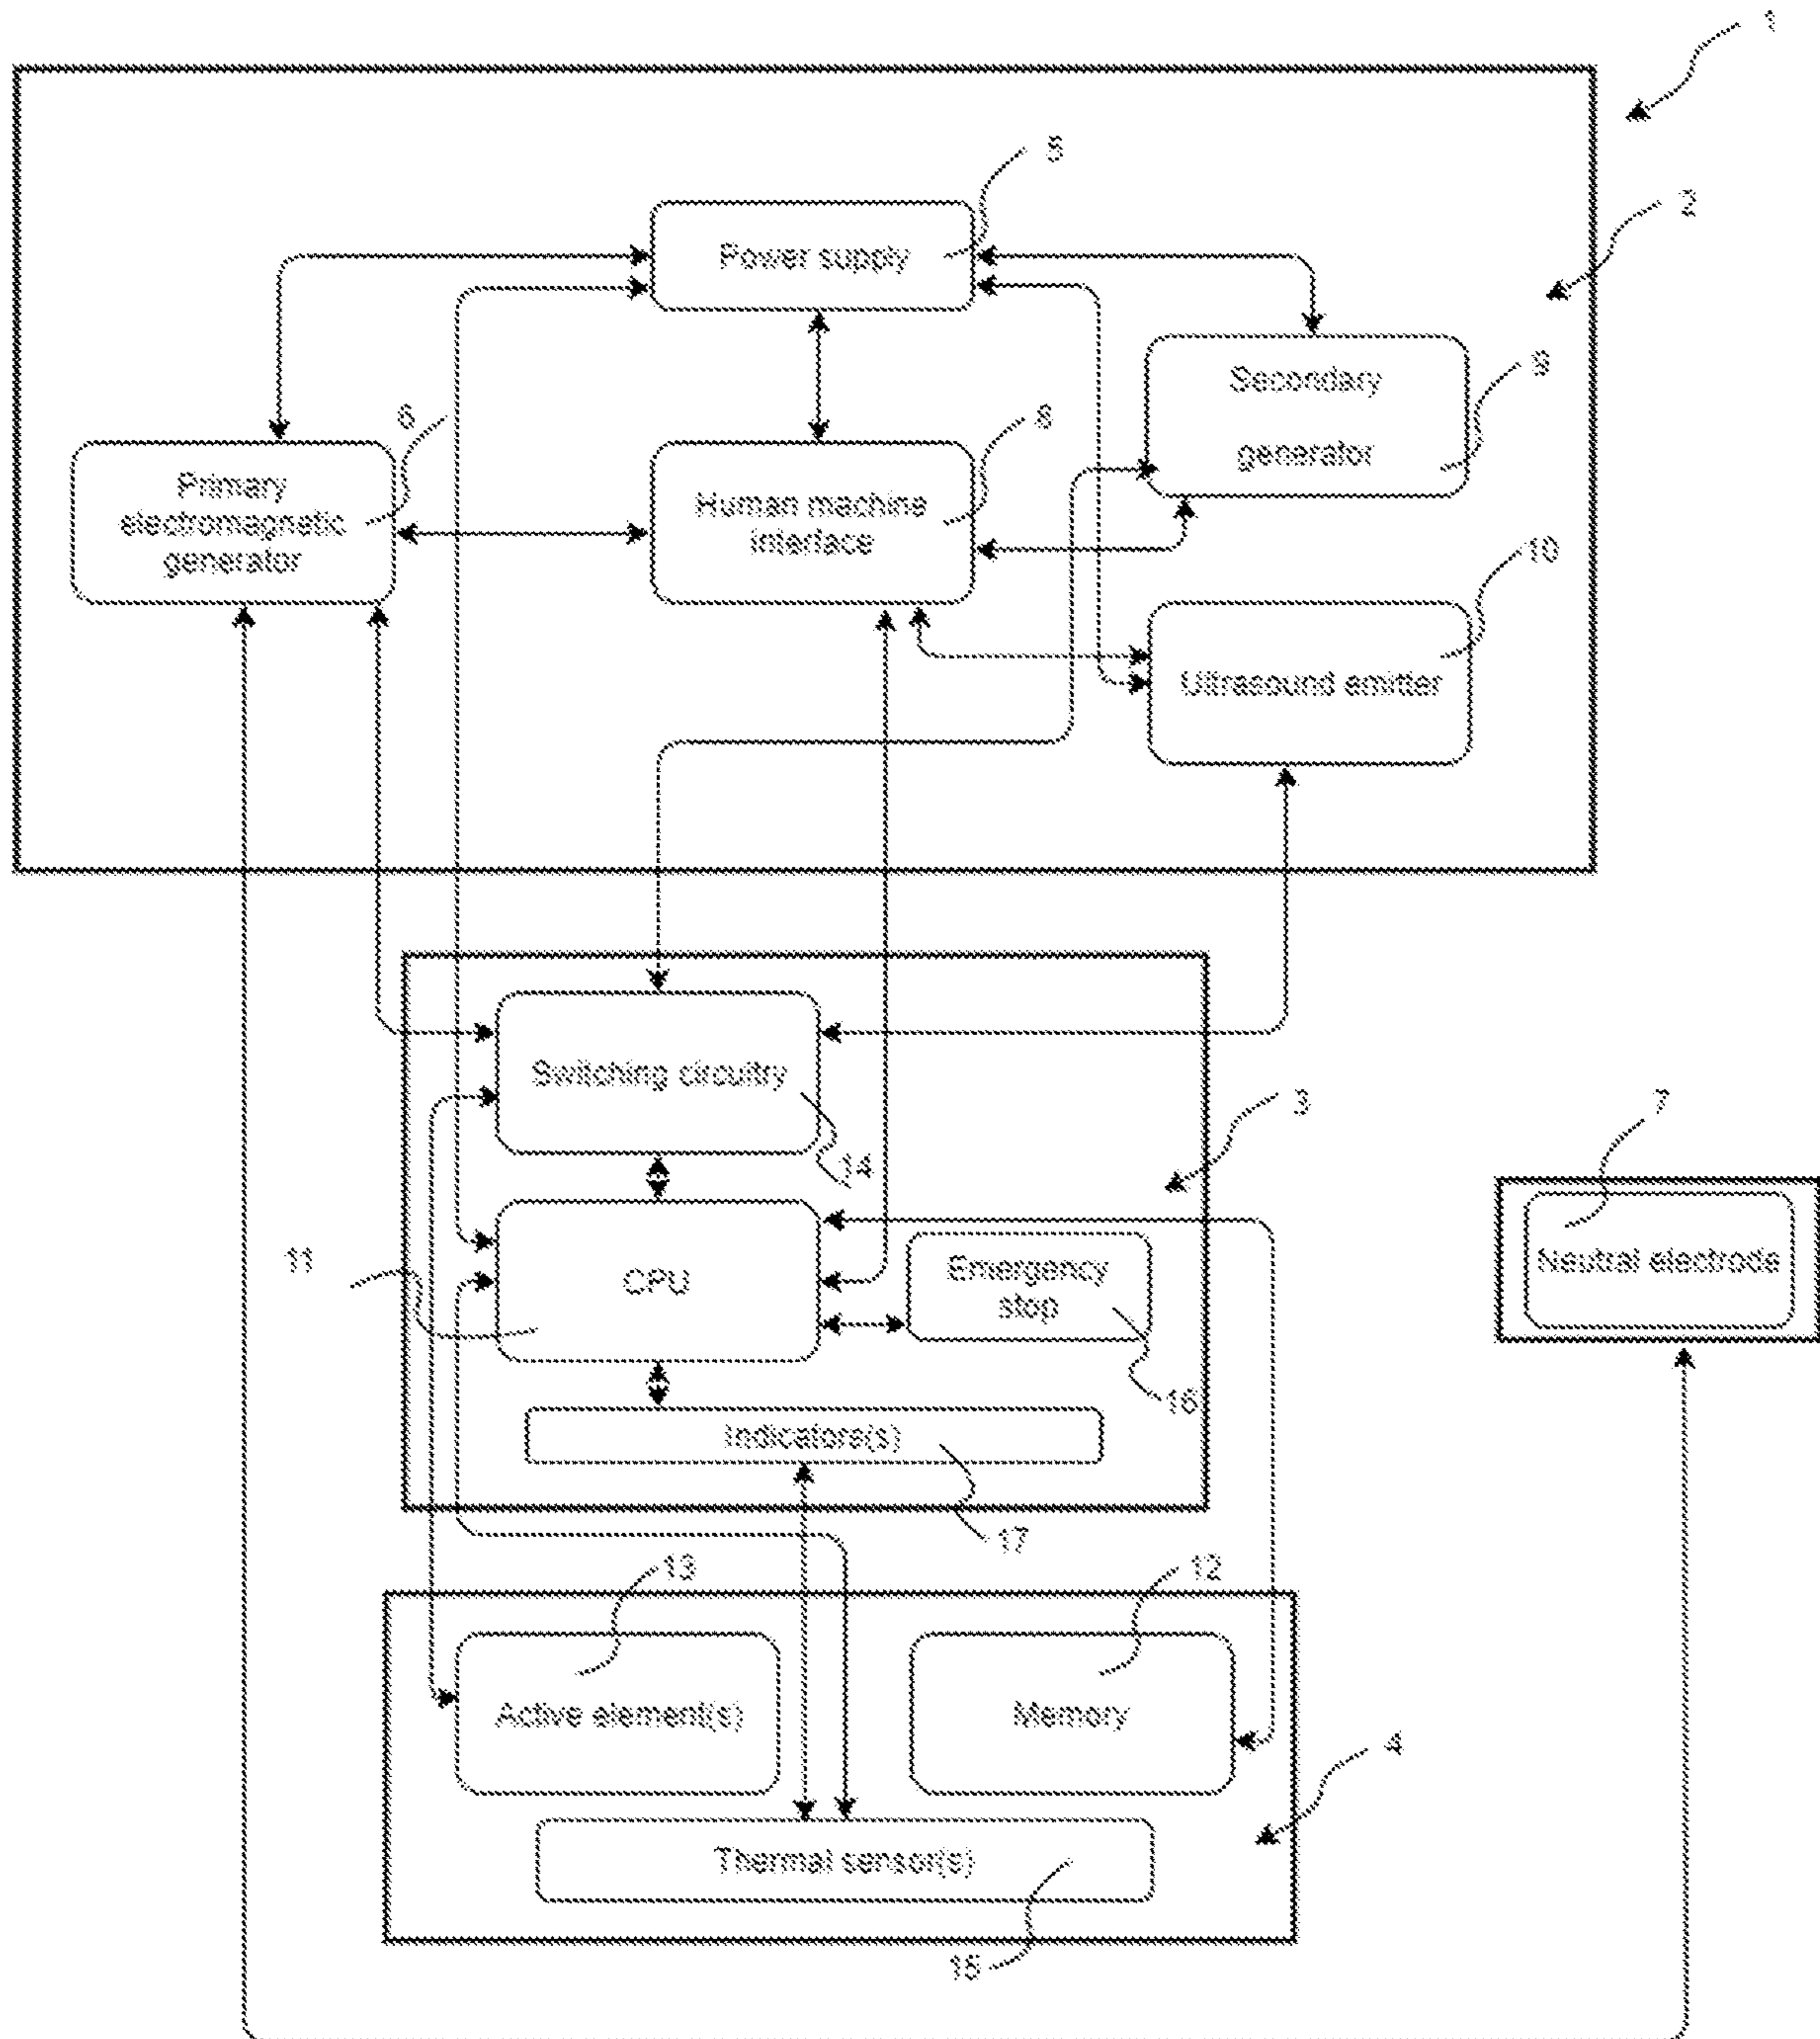 1
5
2
Power supply
9
Secondary
generator
6
8
Primary
electromagnetic
generator
Human machine
interface
10
Ultrasound emitter
Switching circuitry
14
3
7
11
CPU
Emergency
stop
Neutral electrode
16
Indicators(s)
17
13
12
Active element(s)
Memory
4
Thermal sensor(s)
15